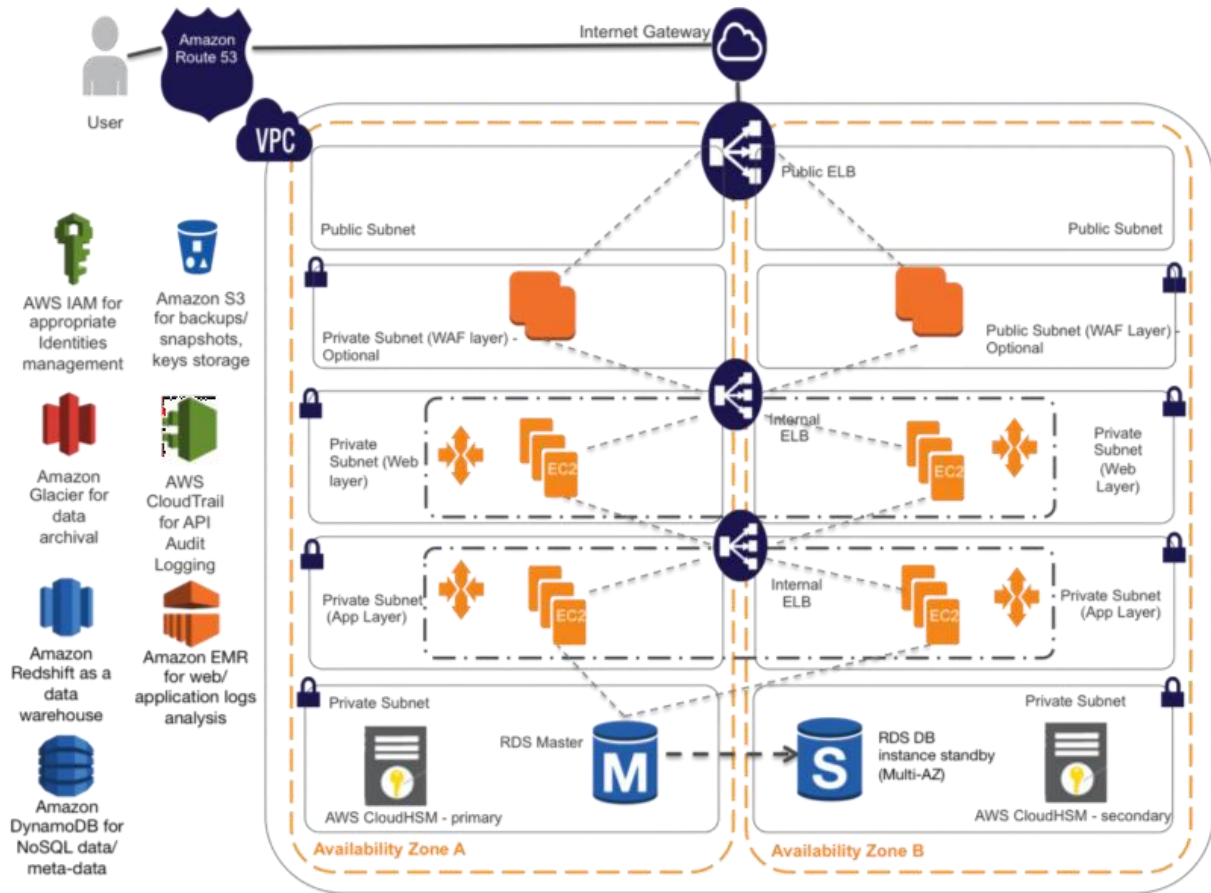 Amazon
Route 53
Internet Gateway
User
VPC
Public ELB
Public Subnet
Public Subnet
AWS IAM for
appropriate
Identities
management
Amazon S3
for backups/
snapshots,
keys storage
Private Subnet (WAF layer) -
Optional
Public Subnet (WAF Layer) -
Optional
Amazon
Glacier for
data
archival
AWS
CloudTrail
for API
Audit
Logging
Private
Subnet (Web
layer)
EC2
Internal
ELB
EC2
Private
Subnet
(Web
Layer)
Private Subnet
(App Layer)
EC2
Internal
ELB
EC2
Private Subnet
(App Layer)
Amazon
Redshift as a
data
warehouse
Amazon EMR
for web/
application logs
analysis
Amazon
DynamoDB for
NoSQL data/
meta-data
Private Subnet
RDS Master
M
AWS CloudHSM - primary
S
RDS DB
instance standby
(Multi-AZ)
Private Subnet
AWS CloudHSM - secondary
Availability Zone A
Availability Zone B